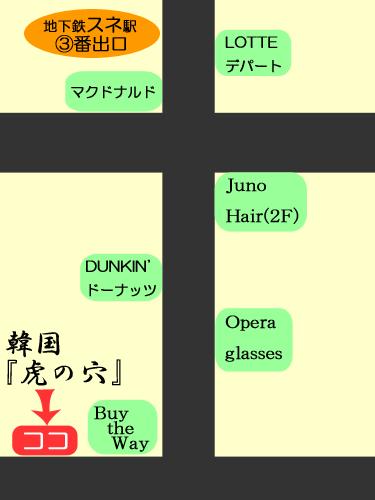 地下鉄スネ駅
③番出口
LOTTE
デパート
マクドナルド
Juno
Hair(2F)
DUNKIN'
ドーナッツ
Opera
glasses
韓国
『虎の穴』
ココ
Buy
the
Way